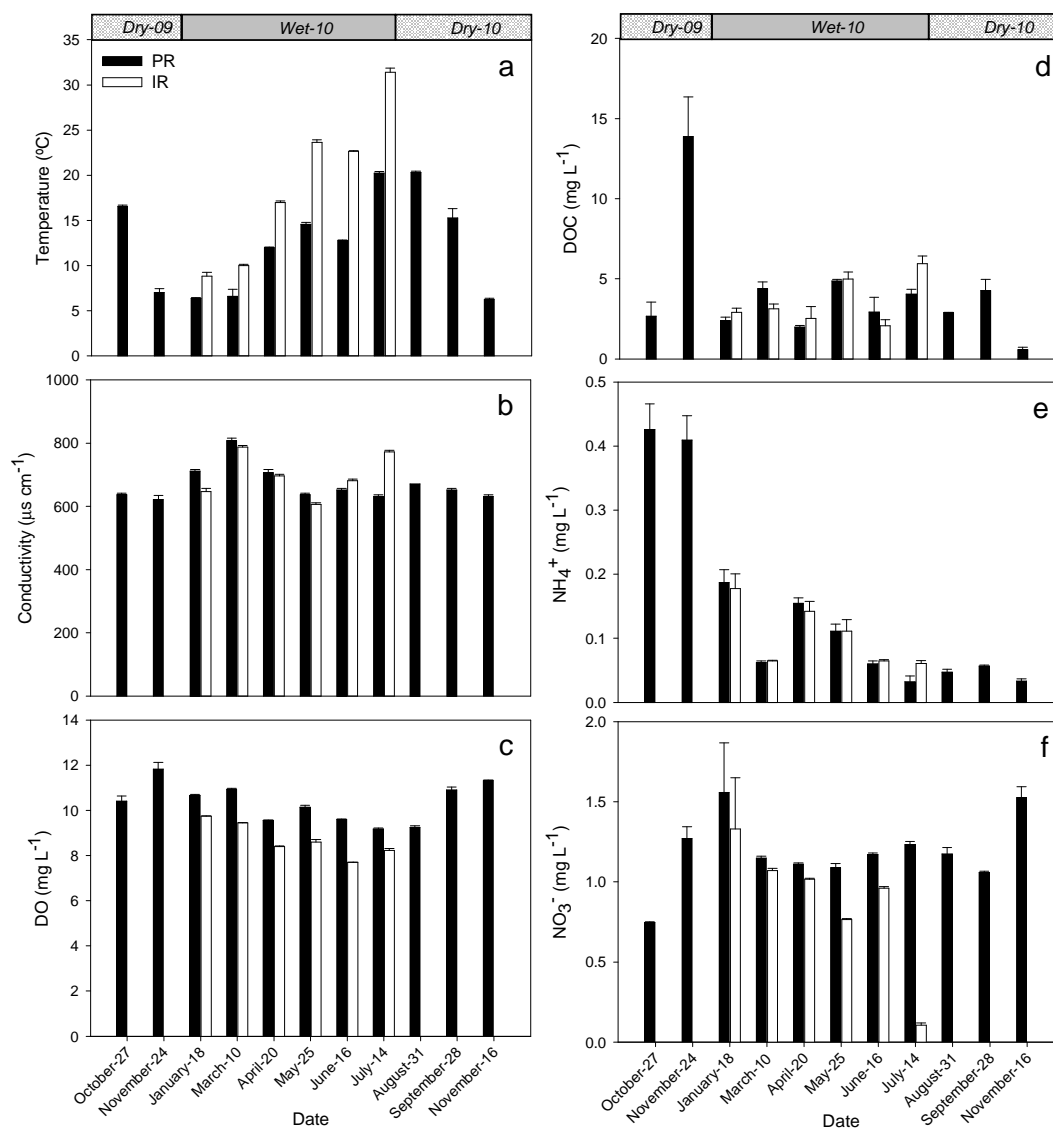 Dry-09 Wet-10 Dry-10
35
30
25
20
15
10
5
0
Temperature (ºC)
PR
IR
a
1000
800
600
400
200
0
Conductivity (µs cm⁻¹)
b
14
12
10
8
6
4
2
0
DO (mg L⁻¹)
c
October-27
November-24
January-18
March-10
April-20
May-25
June-16
July-14
August-31
September-28
November-16
Date
Dry-09 Wet-10 Dry-10
20
15
10
5
0
DOC (mg L⁻¹)
d
0.5
0.4
0.3
0.2
0.1
0.0
NH₄⁺ (mg L⁻¹)
e
2.0
1.5
1.0
0.5
0.0
NO₃⁻ (mg L⁻¹)
f
October-27
November-24
January-18
March-10
April-20
May-25
June-16
July-14
August-31
September-28
November-16
Date